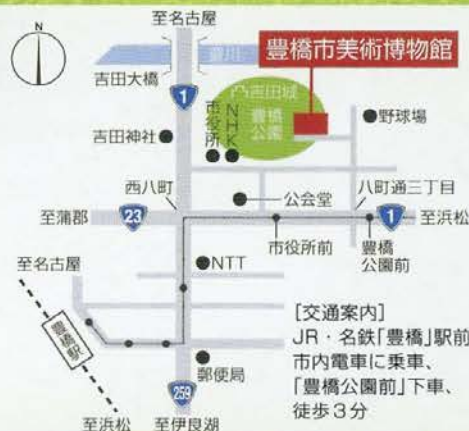 至名古屋
豊川
豊橋市美術博物館
吉田大橋
1
凸吉田城
市役所
NHK
豊橋
公園
野球場
吉田神社
西八町
公会堂
八町通三丁目
至蒲郡
23
1
至浜松
市役所前
豊橋
公園前
至名古屋
NTT
豊橋駅
[交通案内]
JR・名鉄「豊橋」駅前
市内電車に乗車、
「豊橋公園前」下車、
徒歩3分
郵便局
259
至浜松
至伊良湖